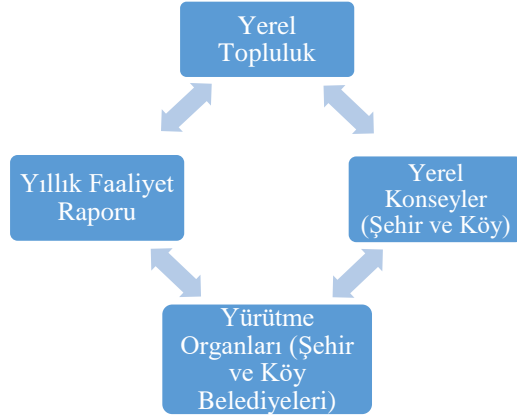 Yerel
Topluluk
Yıllık Faaliyet
Raporu
Yerel
Konseyler
(Şehir ve Köy)
Yürütme
Organları (Şehir
ve Köy
Belediyeleri)